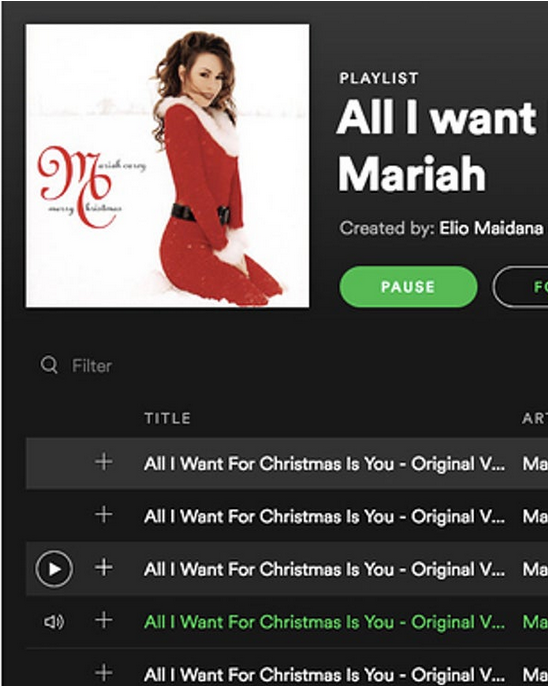 Mariah Carey
merry Christmas
PLAYLIST
All I want
Mariah
Created by: Elio Maidana
PAUSE
FO
Filter
TITLE ART
+ All I Want For Christmas Is You - Original V... Ma
+ All I Want For Christmas Is You - Original V... Ma
+ All I Want For Christmas Is You - Original V... Ma
+ All I Want For Christmas Is You - Original V... Ma
+ All I Want For Christmas Is You - Original V... Ma